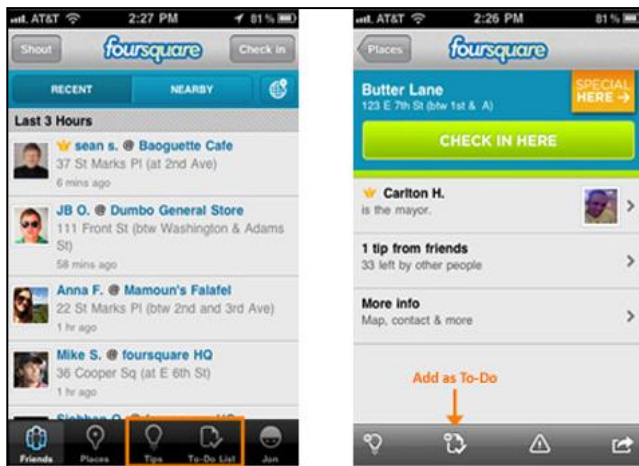 AT&T 2:27 PM 81%
Shout foursquare Check in
RECENT NEARBY
Last 3 Hours
sean s. @ Baoguette Cafe
37 St Marks Pl (at 2nd Ave)
6 mins ago
JB O. @ Dumbo General Store
111 Front St (btw Washington & Adams
St)
58 mins ago
Anna F. @ Mamoun's Falafel
22 St Marks Pl (btw 2nd and 3rd Ave)
1 hr ago
Mike S. @ foursquare HQ
36 Cooper Sq (at E 6th St)
1 hr ago
Friends Places Tips To-Do List Jon
AT&T 2:26 PM 81%
Places foursquare
Butter Lane
123 E 7th St (btw 1st & A)
SPECIAL
HERE →
CHECK IN HERE
Carlton H.
is the mayor.
1 tip from friends
33 left by other people
More info
Map, contact & more
Add as To-Do